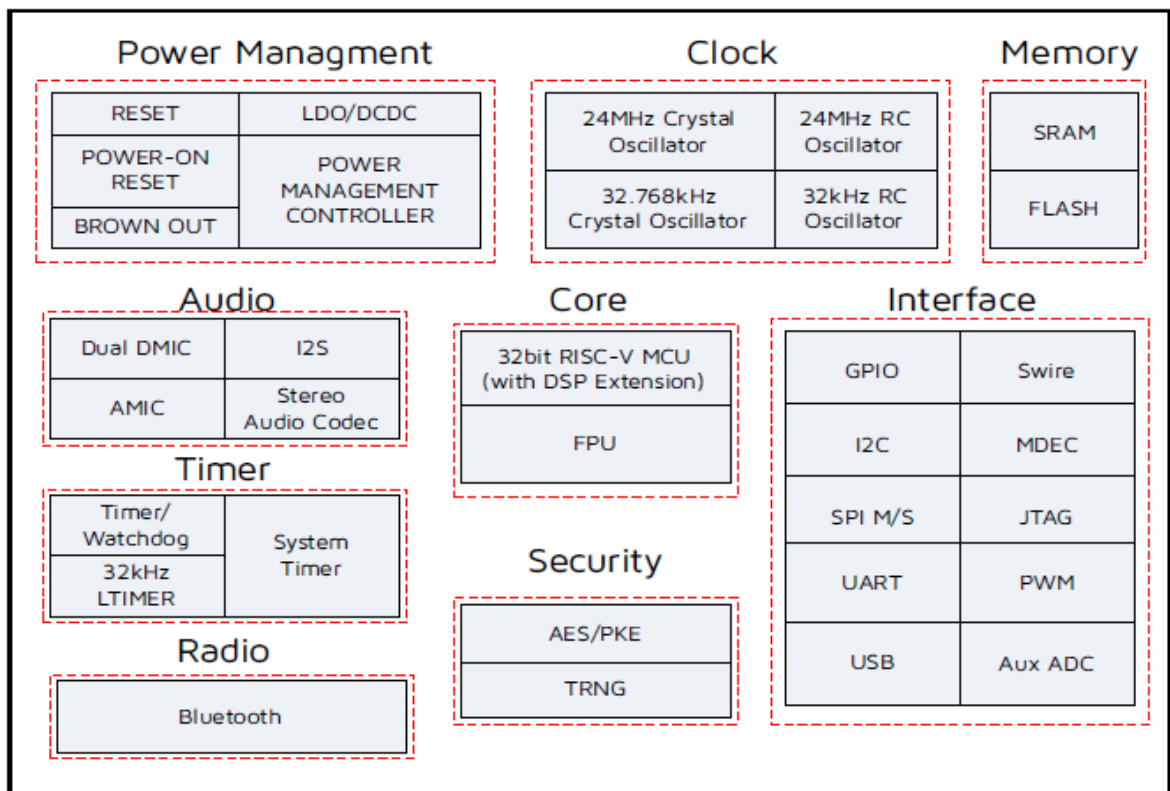 Power Managment
RESET
LDO/DCDC
POWER-ON
RESET
POWER
MANAGEMENT
CONTROLLER
BROWN OUT
Clock
24MHz Crystal
Oscillator
24MHz RC
Oscillator
32.768kHz
Crystal Oscillator
32kHz RC
Oscillator
Memory
SRAM
FLASH
Audio
Dual DMIC
I2S
AMIC
Stereo
Audio Codec
Core
32bit RISC-V MCU
(with DSP Extension)
FPU
Interface
GPIO
Swire
I2C
MDEC
SPI M/S
JTAG
UART
PWM
USB
Aux ADC
Timer
Timer/
Watchdog
System
Timer
32kHz
LTIMER
Security
AES/PKE
TRNG
Radio
Bluetooth